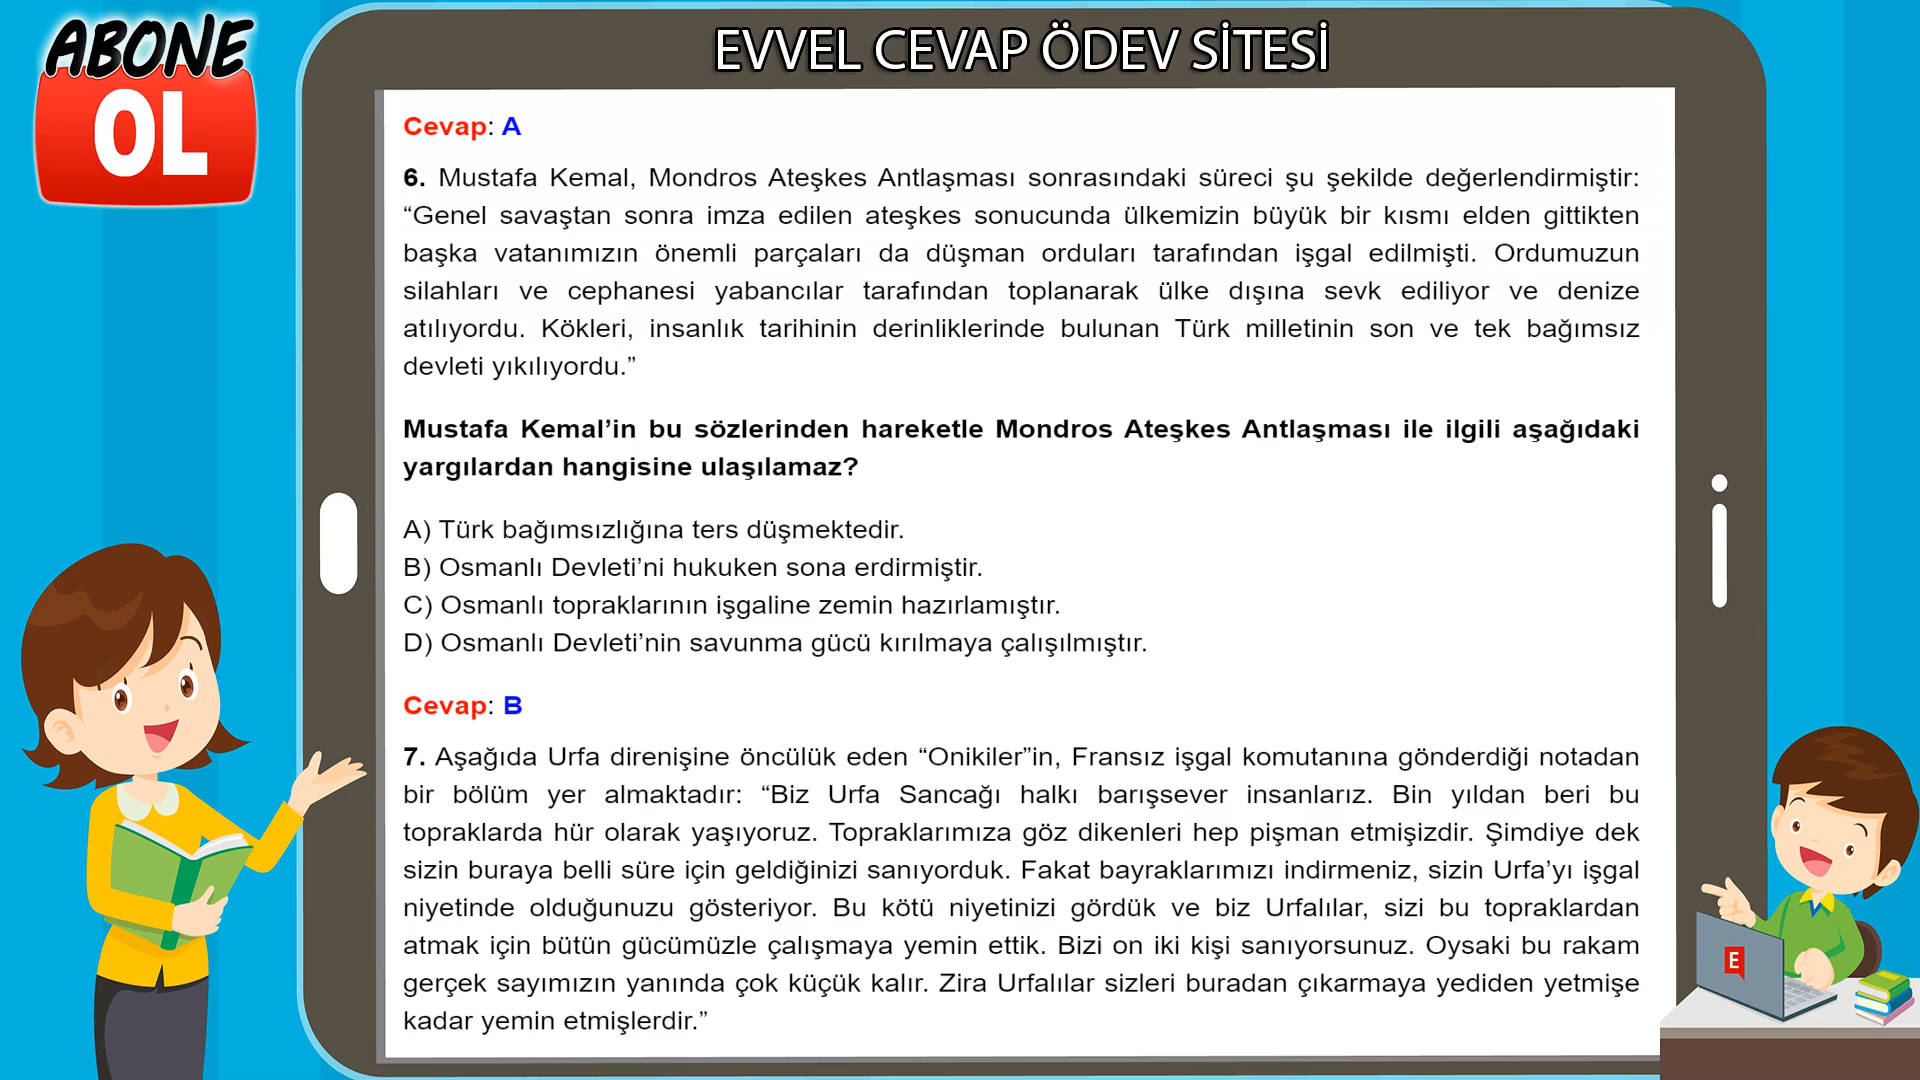 ABONE
OL
EVVEL CEVAP ÖDEV SİTESİ
Cevap: A
6. Mustafa Kemal, Mondros Ateşkes Antlaşması sonrasındaki süreci şu şekilde değerlendirmiştir:
“Genel savaştan sonra imza edilen ateşkes sonucunda ülkemizin büyük bir kısmı elden gittikten
başka vatanımızın önemli parçaları da düşman orduları tarafından işgal edilmişti. Ordumuzun
silahları ve cephanesi yabancılar tarafından toplanarak ülke dışına sevk ediliyor ve denize
atılıyordu. Kökleri, insanlık tarihinin derinliklerinde bulunan Türk milletinin son ve tek bağımsız
devleti yıkılıyordu.”
Mustafa Kemal’in bu sözlerinden hareketle Mondros Ateşkes Antlaşması ile ilgili aşağıdaki
yargılardan hangisine ulaşılamaz?
A) Türk bağımsızlığına ters düşmektedir.
B) Osmanlı Devleti’ni hukuken sona erdirmiştir.
C) Osmanlı topraklarının işgaline zemin hazırlamıştır.
D) Osmanlı Devleti’nin savunma gücü kırılmaya çalışılmıştır.
Cevap: B
7. Aşağıda Urfa direnişine öncülük eden “Onikiler”in, Fransız işgal komutanına gönderdiği notadan
bir bölüm yer almaktadır: “Biz Urfa Sancağı halkı barışsever insanlarız. Bin yıldan beri bu
topraklarda hür olarak yaşıyoruz. Topraklarımıza göz dikenleri hep pişman etmişizdir. Şimdiye dek
sizin buraya belli süre için geldiğinizi sanıyorduk. Fakat bayraklarımızı indirmeniz, sizin Urfa’yı işgal
niyetinde olduğunuzu gösteriyor. Bu kötü niyetinizi gördük ve biz Urfalılar, sizi bu topraklardan
atmak için bütün gücümüzle çalışmaya yemin ettik. Bizi on iki kişi sanıyorsunuz. Oysaki bu rakam
gerçek sayımızın yanında çok küçük kalır. Zira Urfalılar sizleri buradan çıkarmaya yediden yetmişe
kadar yemin etmişlerdir.”
E